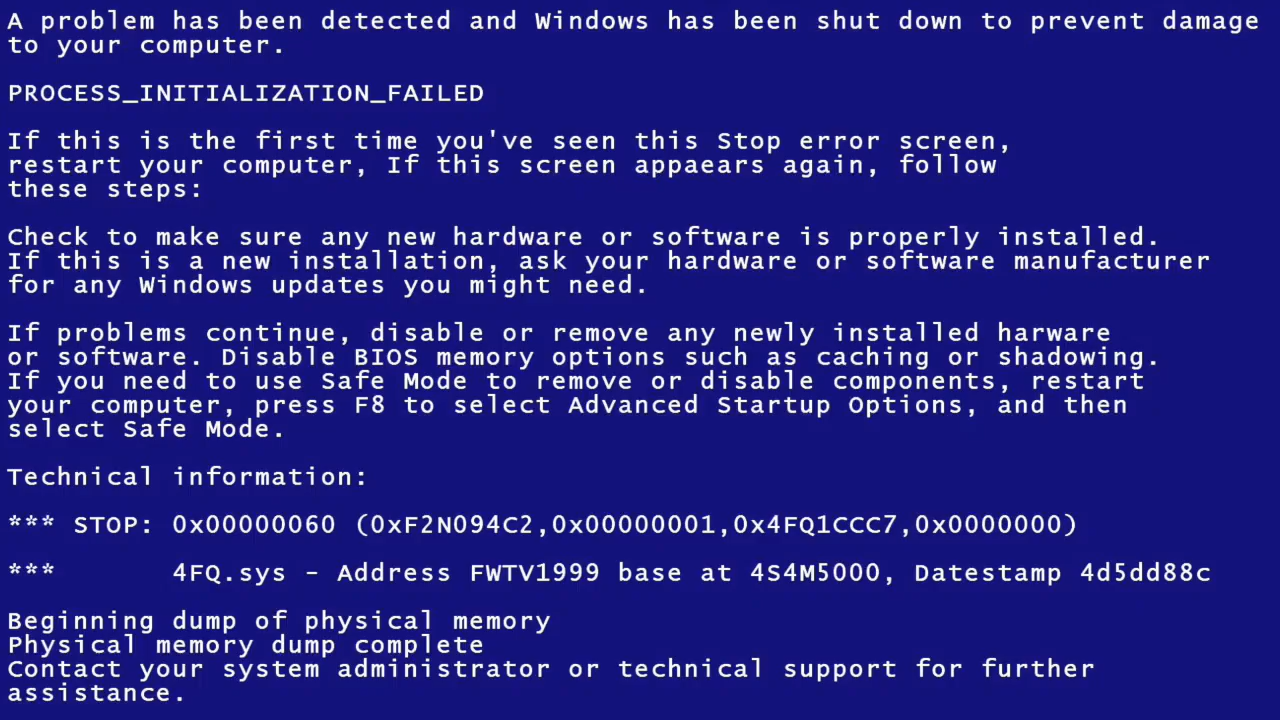 A problem has been detected and Windows has been shut down to prevent damage
to your computer.
PROCESS_INITIALIZATION_FAILED
If this is the first time you've seen this Stop error screen,
restart your computer, If this screen appaears again, follow
these steps:
Check to make sure any new hardware or software is properly installed.
If this is a new installation, ask your hardware or software manufacturer
for any Windows updates you might need.
If problems continue, disable or remove any newly installed harware
or software. Disable BIOS memory options such as caching or shadowing.
If you need to use Safe Mode to remove or disable components, restart
your computer, press F8 to select Advanced Startup Options, and then
select Safe Mode.
Technical information:
*** STOP: 0x00000060 (0xF2N094C2,0x00000001,0x4FQ1CCC7,0x0000000)
*** 4FQ.sys – Address FWTV1999 base at 4S4M5000, Datestamp 4d5dd88c
Beginning dump of physical memory
Physical memory dump complete
Contact your system administrator or technical support for further
assistance.